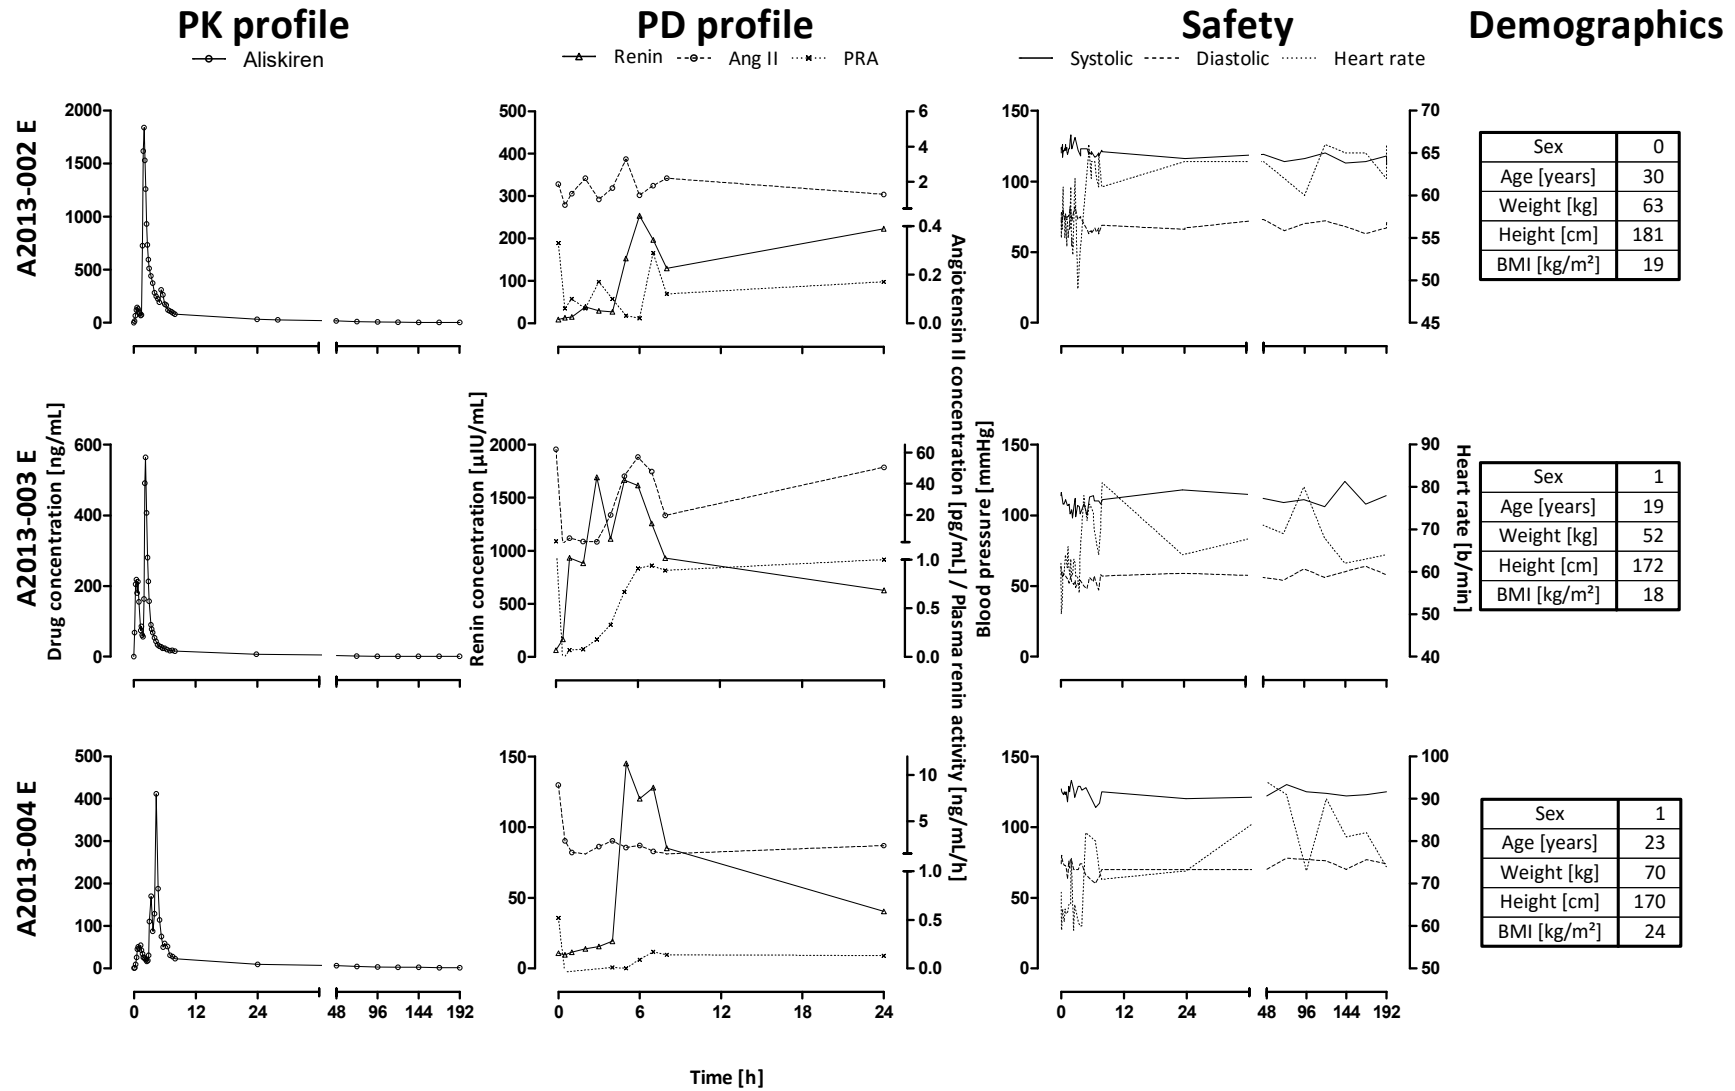 PK profile
PD profile
Safety
Demographics
Aliskiren
Renin
Ang II
PRA
Systolic
Diastolic
Heart rate
A2013-002 E
2000
1500
1000
500
0
500
400
300
200
100
0
6
4
2
0.4
0.2
0.0
150
100
50
0
70
65
60
55
50
45
Sex 0
Age [years] 30
Weight [kg] 63
Height [cm] 181
BMI [kg/m²] 19
A2013-003 E
Drug concentration [ng/mL]
600
400
200
0
Renin concentration [µIU/mL]
2000
1500
1000
500
0
60
40
20
1.0
0.5
0.0
Angiotensin II concentration [pg/mL] / Plasma renin activity [ng/mL/h]
Blood pressure [mmHg]
150
100
50
0
90
80
70
60
50
40
Heart rate [b/min]
Sex 1
Age [years] 19
Weight [kg] 52
Height [cm] 172
BMI [kg/m²] 18
A2013-004 E
500
400
300
200
100
0
150
100
50
0
10
5
1.0
0.5
0.0
150
100
50
0
100
90
80
70
60
50
Sex 1
Age [years] 23
Weight [kg] 70
Height [cm] 170
BMI [kg/m²] 24
0 12 24 48 96 144 192
0 6 12 18 24
0 12 24 48 96 144 192
Time [h]